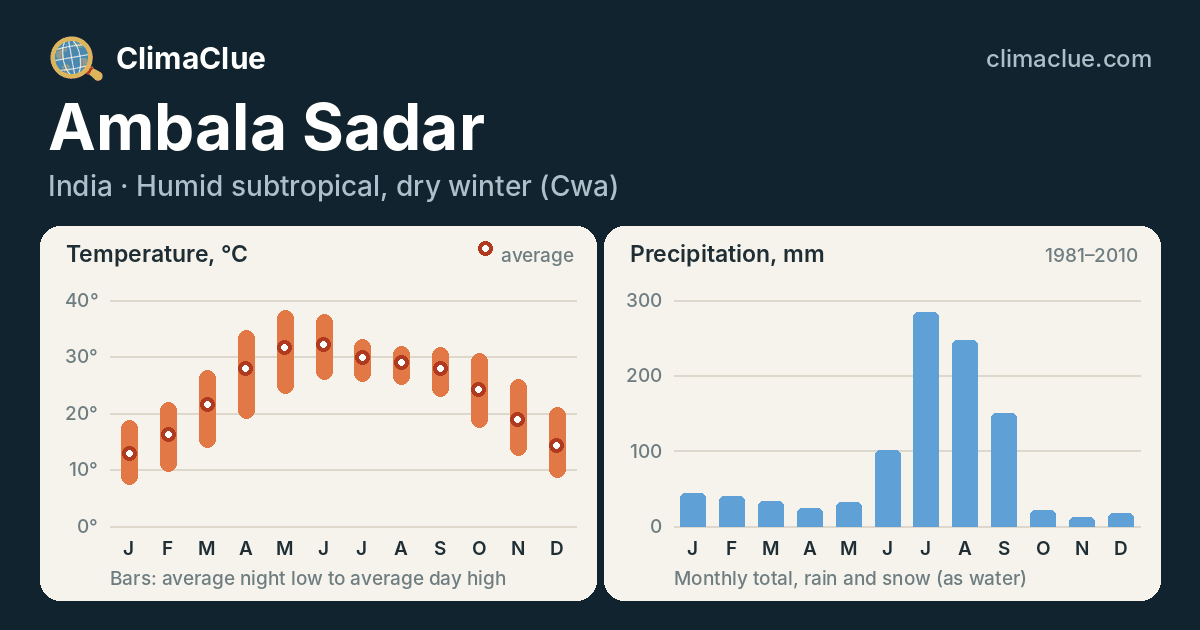 ClimaClue
climaclue.com
Ambala Sadar
India · Humid subtropical, dry winter (Cwa)
Temperature, °C
average
40°
30°
20°
10°
0°
J F M A M J J A S O N D
Bars: average night low to average day high
Precipitation, mm
1981–2010
300
200
100
0
J F M A M J J A S O N D
Monthly total, rain and snow (as water)